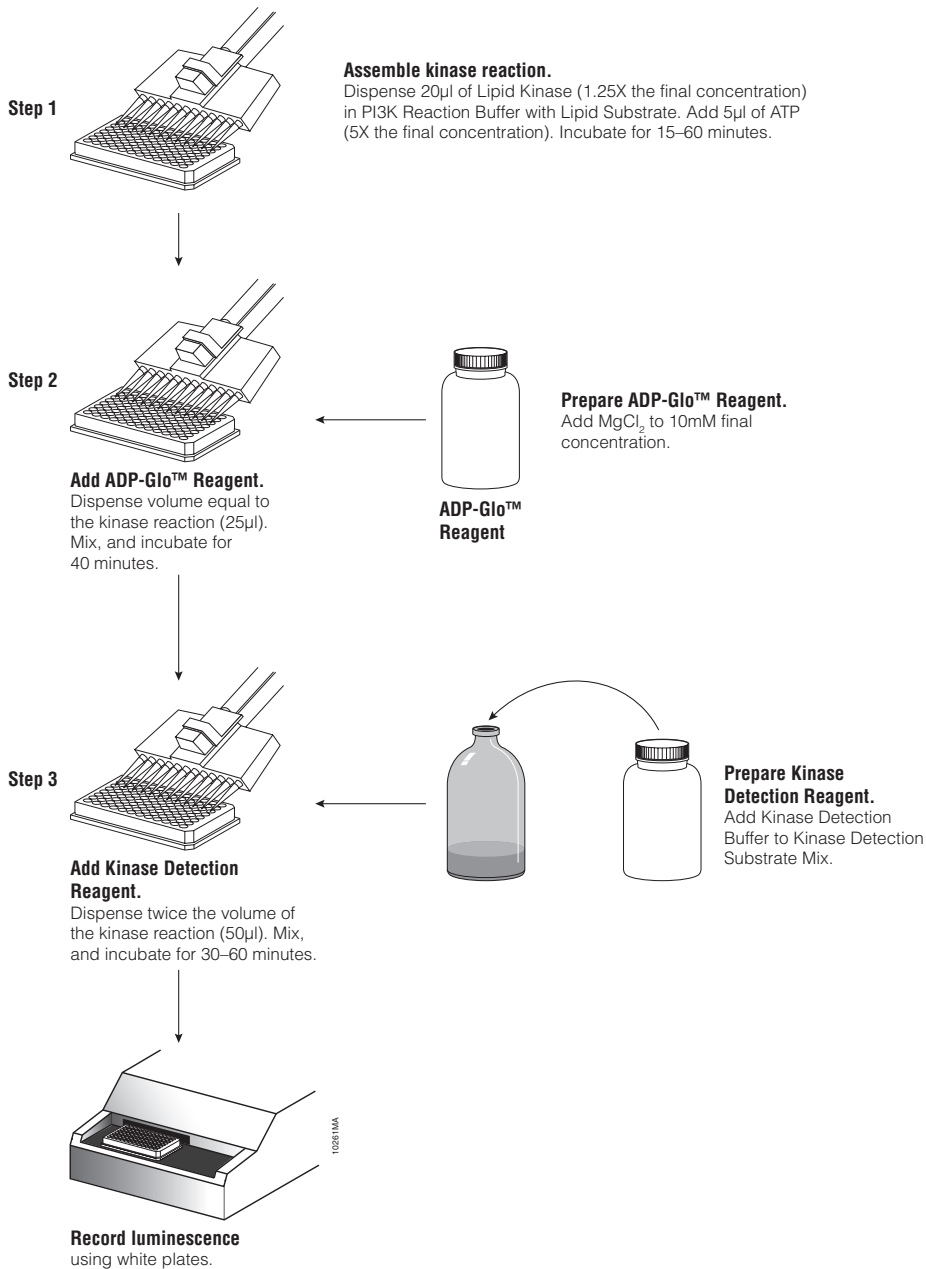 Step 1
Assemble kinase reaction.
Dispense 20µl of Lipid Kinase (1.25X the final concentration)
in PI3K Reaction Buffer with Lipid Substrate. Add 5µl of ATP
(5X the final concentration). Incubate for 15–60 minutes.
Step 2
Add ADP-Glo™ Reagent.
Dispense volume equal to
the kinase reaction (25µl).
Mix, and incubate for
40 minutes.
ADP-Glo™
Reagent
Prepare ADP-Glo™ Reagent.
Add MgCl₂ to 10mM final
concentration.
Step 3
Add Kinase Detection
Reagent.
Dispense twice the volume of
the kinase reaction (50µl). Mix,
and incubate for 30–60 minutes.
Prepare Kinase
Detection Reagent.
Add Kinase Detection
Buffer to Kinase Detection
Substrate Mix.
10261MA
Record luminescence
using white plates.